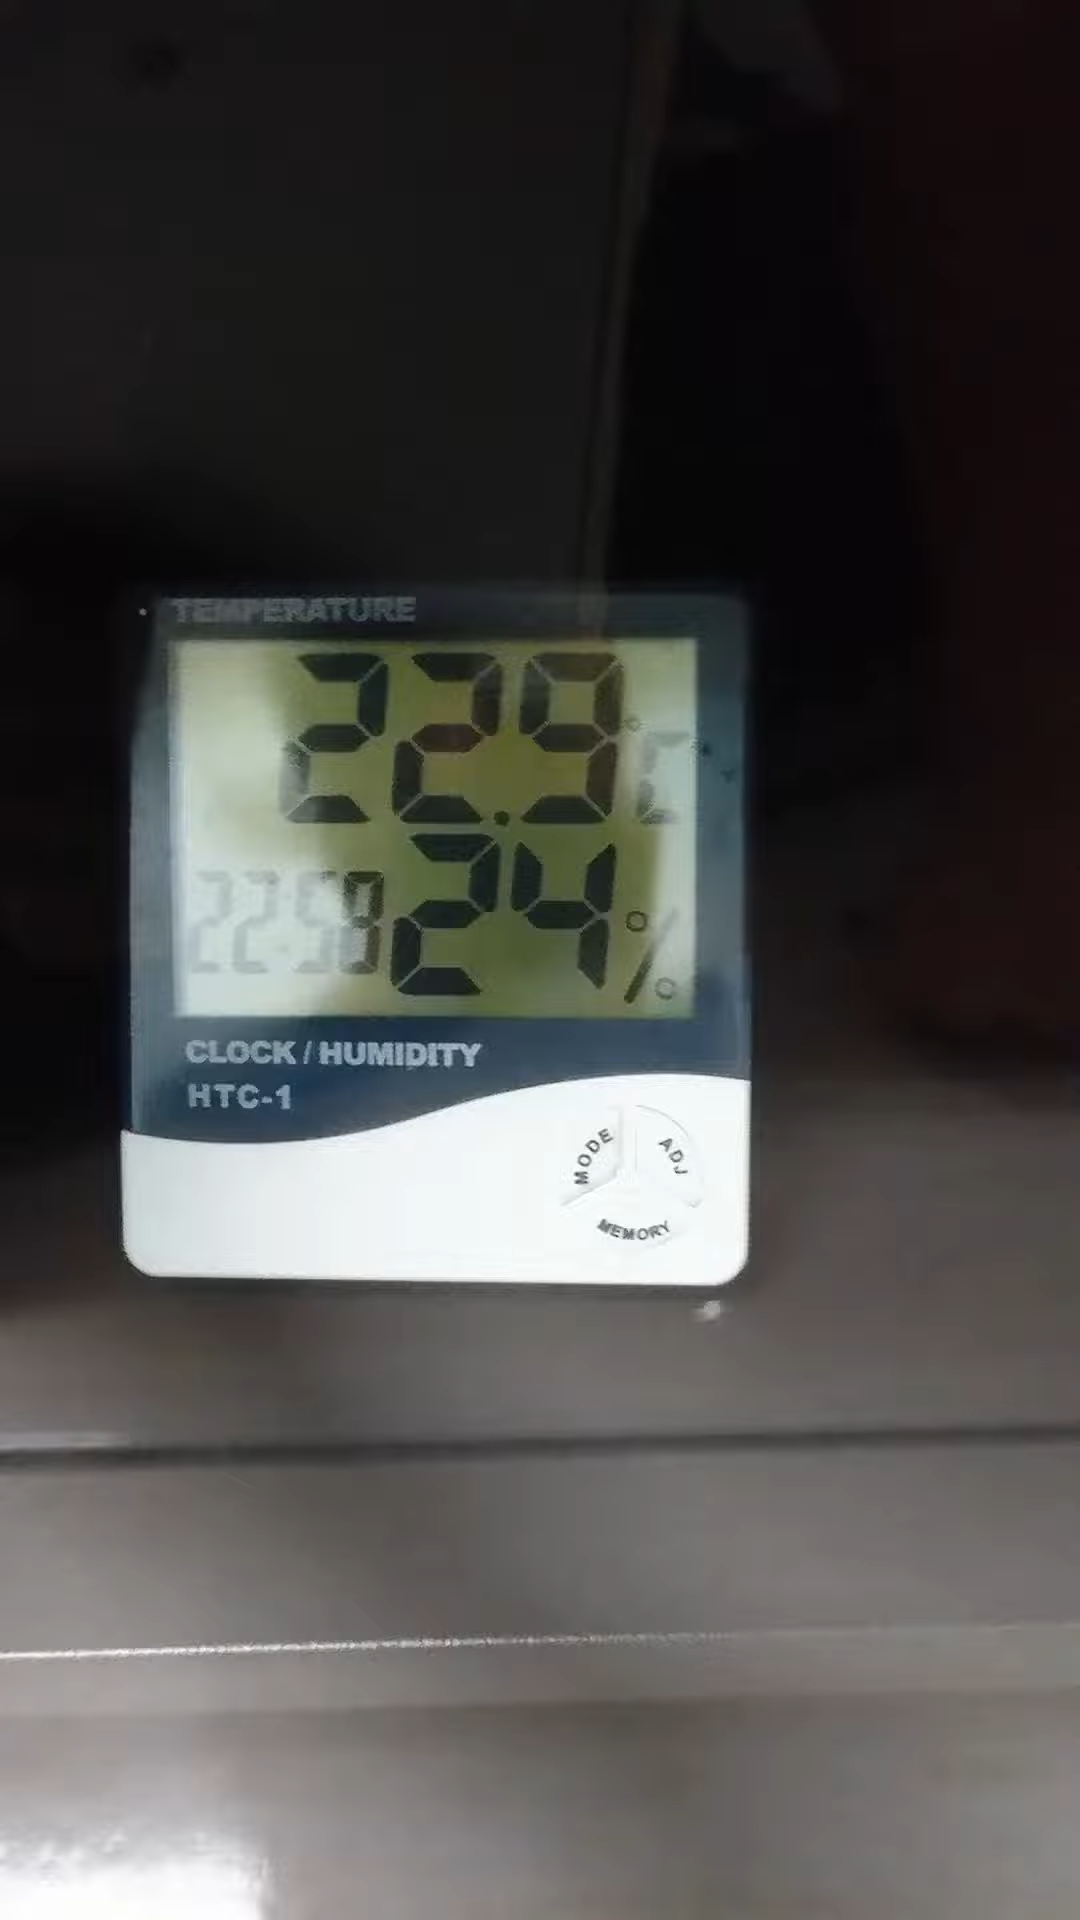 TEMPERATURE
22.9 °C
22:58 24 %
CLOCK / HUMIDITY
HTC-1
MODE
ADJ
MEMORY